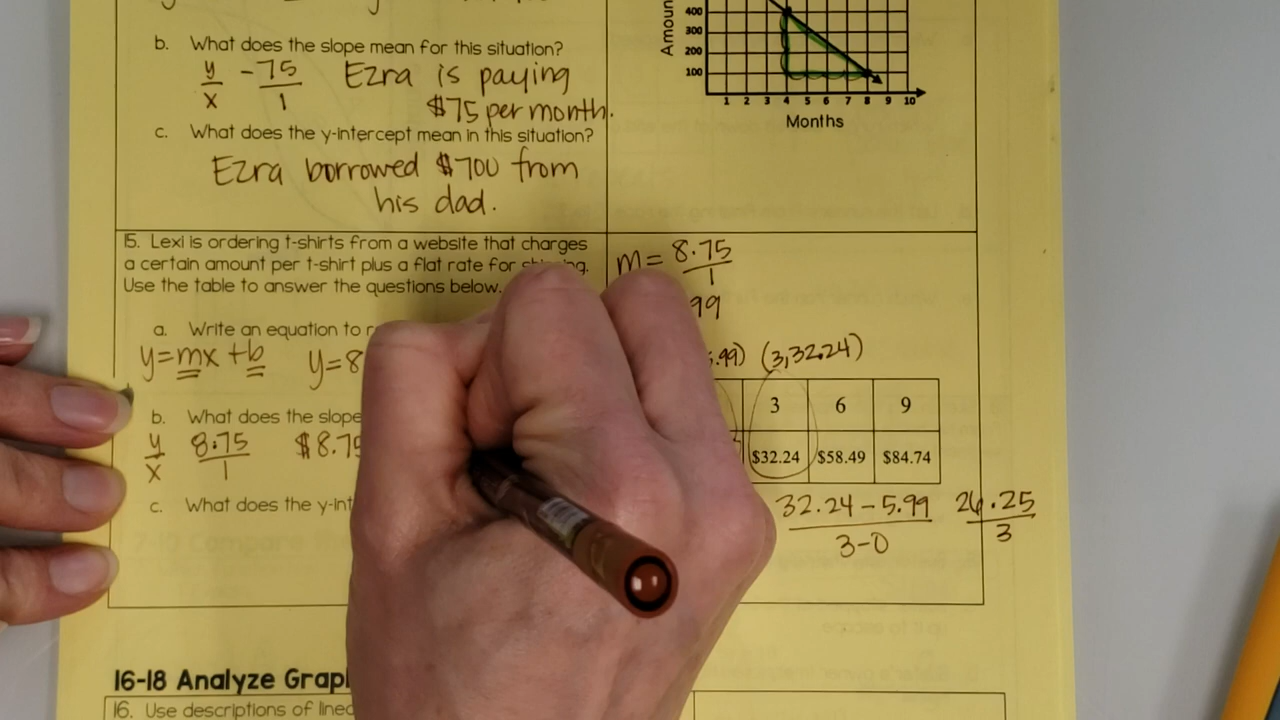 b. What does the slope mean for this situation?
y/x -75/1 Ezra is paying
$75 per month.
c. What does the y-intercept mean in this situation?
Ezra borrowed $700 from
his dad.
400
300
200
100
1 2 3 4 5 6 7 8 9 10
Months
15. Lexi is ordering t-shirts from a website that charges
a certain amount per t-shirt plus a flat rate for
Use the table to answer the questions below.
a. Write an equation to
y=mx+b y=8
b. What does the slope
y/x 8.75/1 $8.75
c. What does the y-int
m= 8.75/1
99
5.99) (3,32.24)
3 6 9
$32.24 $58.49 $84.74
32.24-5.99/3-0 26.25/3
16-18 Analyze Grap
16. Use descriptions of